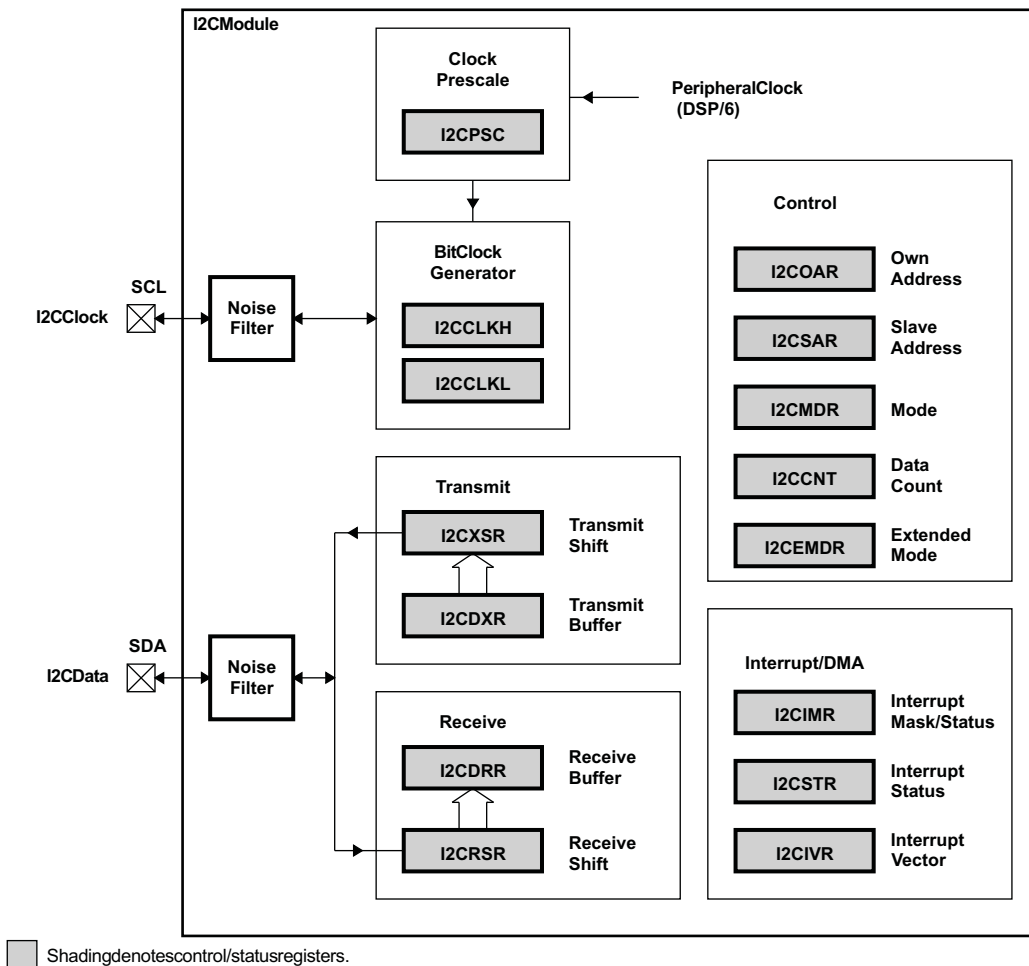 I2CModule
Clock
Prescale
I2CPSC
PeripheralClock
(DSP/6)
BitClock
Generator
I2CCLKH
I2CCLKL
SCL
I2CClock
Noise
Filter
Control
I2COAR
Own
Address
I2CSAR
Slave
Address
I2CMDR
Mode
I2CCNT
Data
Count
I2CEMDR
Extended
Mode
Transmit
I2CXSR
Transmit
Shift
I2CDXR
Transmit
Buffer
SDA
I2CData
Noise
Filter
Receive
I2CDRR
Receive
Buffer
I2CRSR
Receive
Shift
Interrupt/DMA
I2CIMR
Interrupt
Mask/Status
I2CSTR
Interrupt
Status
I2CIVR
Interrupt
Vector
Shadingdenotescontrol/statusregisters.